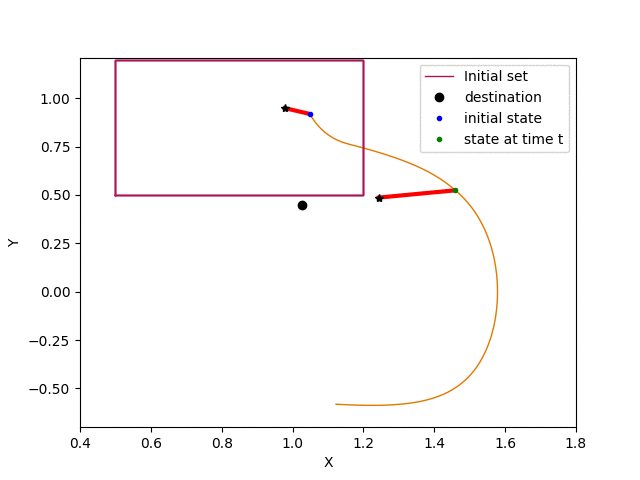 Initial set
destination
initial state
state at time t
1.00
0.75
0.50
0.25
0.00
−0.25
−0.50
Y
0.4 0.6 0.8 1.0 1.2 1.4 1.6 1.8
X